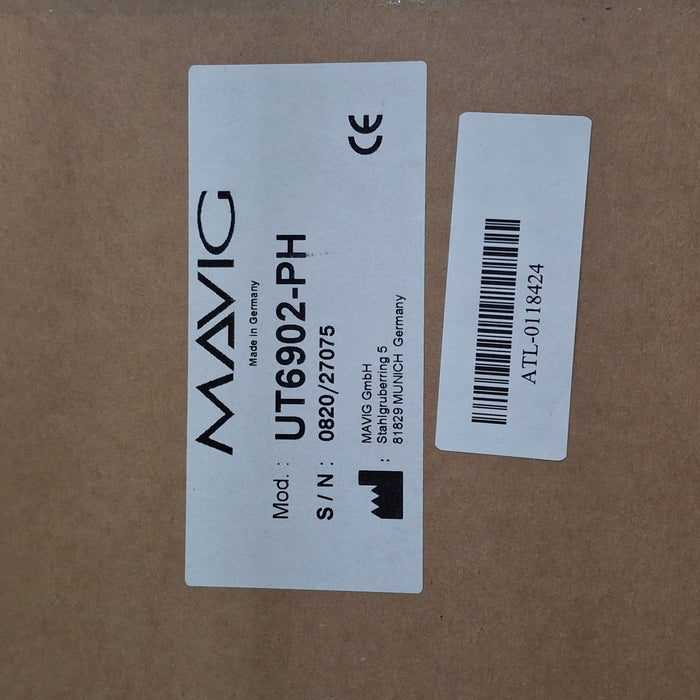 MAVIG
Made in Germany
Mod. : UT6902-PH
S / N : 0820/27075
: MAVIG GmbH
Stahlgruberring 5
81829 MUNICH Germany
CE
ATL-0118424